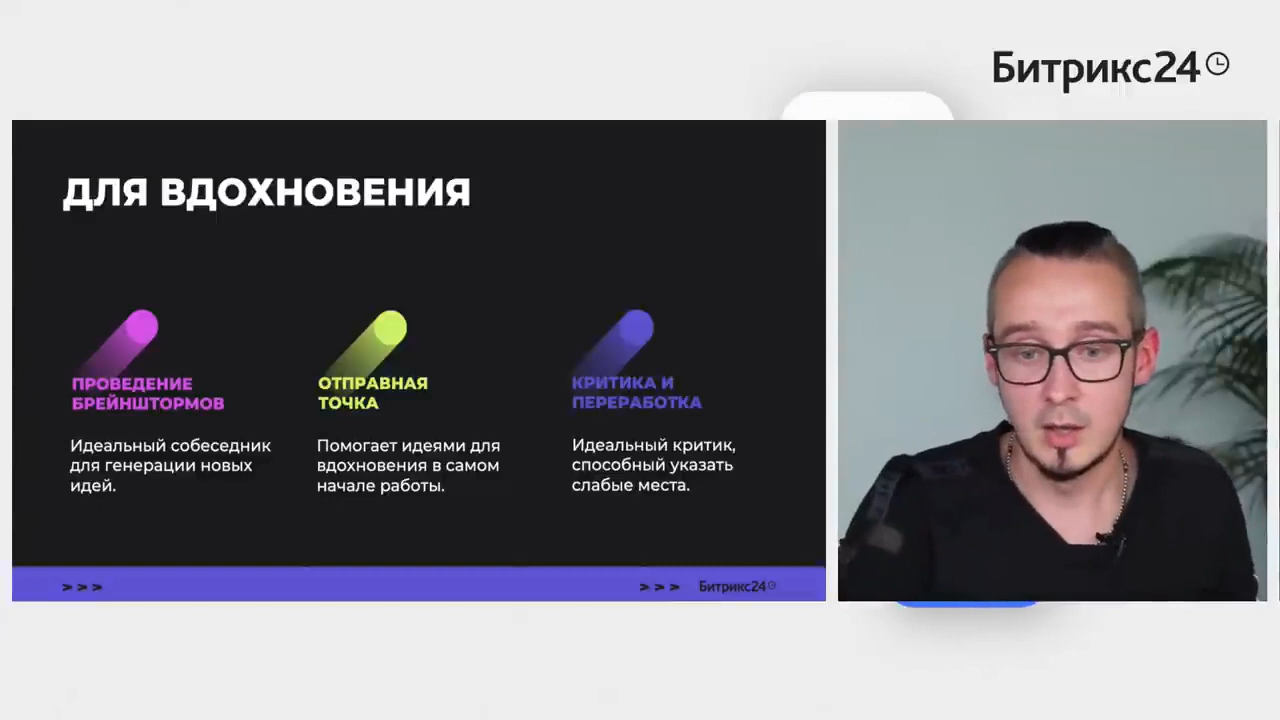 Битрикс24
ДЛЯ ВДОХНОВЕНИЯ
ПРОВЕДЕНИЕ
БРЕЙНШТОРМОВ
Идеальный собеседник
для генерации новых
идей.
ОТПРАВНАЯ
ТОЧКА
Помогает идеями для
вдохновения в самом
начале работы.
КРИТИКА И
ПЕРЕРАБОТКА
Идеальный критик,
способный указать
слабые места.
> > >
> > > Битрикс24